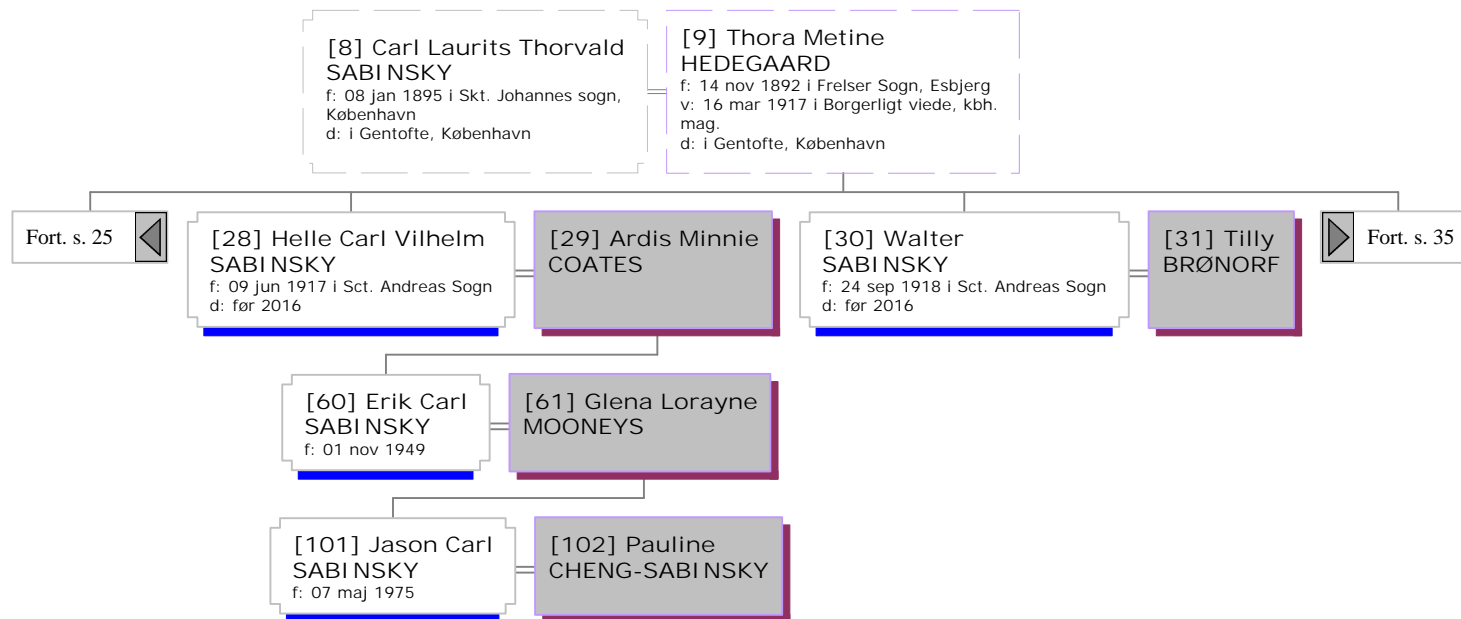 [8] Carl Laurits Thorvald
SABINSKY
f: 08 jan 1895 i Skt. Johannes sogn,
København
d: i Gentofte, København
[9] Thora Metine
HEDEGAARD
f: 14 nov 1892 i Frelser Sogn, Esbjerg
v: 16 mar 1917 i Borgerligt viede, kbh.
mag.
d: i Gentofte, København
Fort. s. 25
[28] Helle Carl Vilhelm
SABINSKY
f: 09 jun 1917 i Sct. Andreas Sogn
d: før 2016
[29] Ardis Minnie
COATES
[30] Walter
SABINSKY
f: 24 sep 1918 i Sct. Andreas Sogn
d: før 2016
[31] Tilly
BRØNORF
Fort. s. 35
[60] Erik Carl
SABINSKY
f: 01 nov 1949
[61] Glena Lorayne
MOONEYS
[101] Jason Carl
SABINSKY
f: 07 maj 1975
[102] Pauline
CHENG-SABINSKY